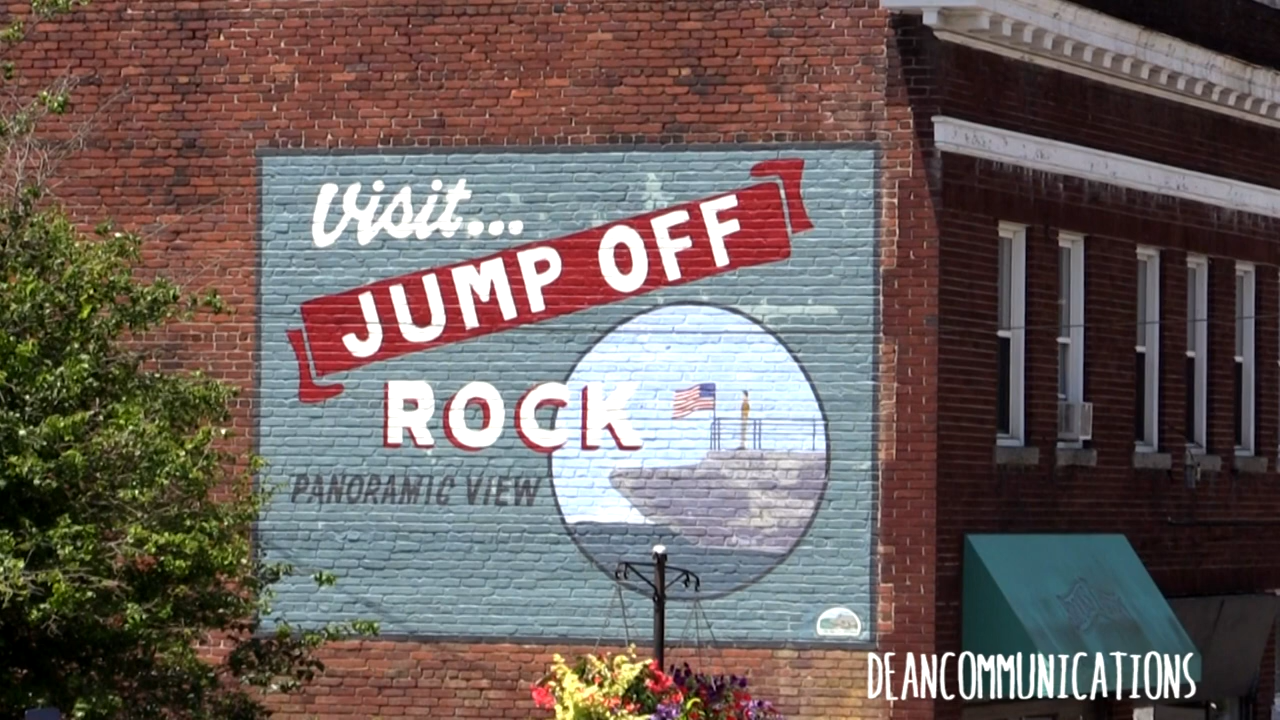 Visit...
JUMP OFF
ROCK
PANORAMIC VIEW
DEANCOMMUNICATIONS